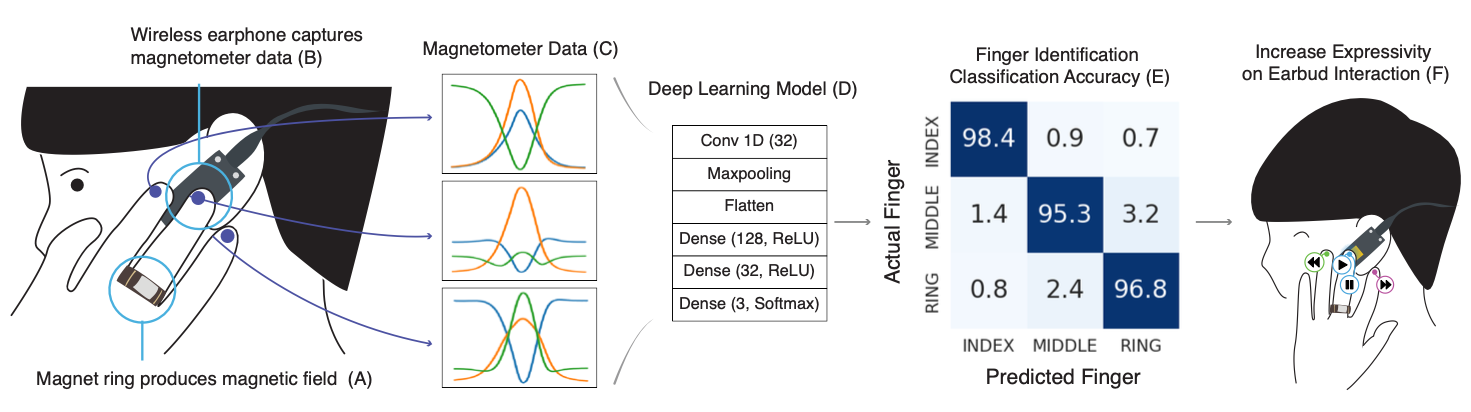 Wireless earphone captures
magnetometer data (B)
Magnet ring produces magnetic field (A)
Magnetometer Data (C)
Deep Learning Model (D)
Conv 1D (32)
Maxpooling
Flatten
Dense (128, ReLU)
Dense (32, ReLU)
Dense (3, Softmax)
Finger Identification
Classification Accuracy (E)
Actual Finger
INDEX
98.4 0.9 0.7
MIDDLE
1.4 95.3 3.2
RING
0.8 2.4 96.8
INDEX MIDDLE RING
Predicted Finger
Increase Expressivity
on Earbud Interaction (F)